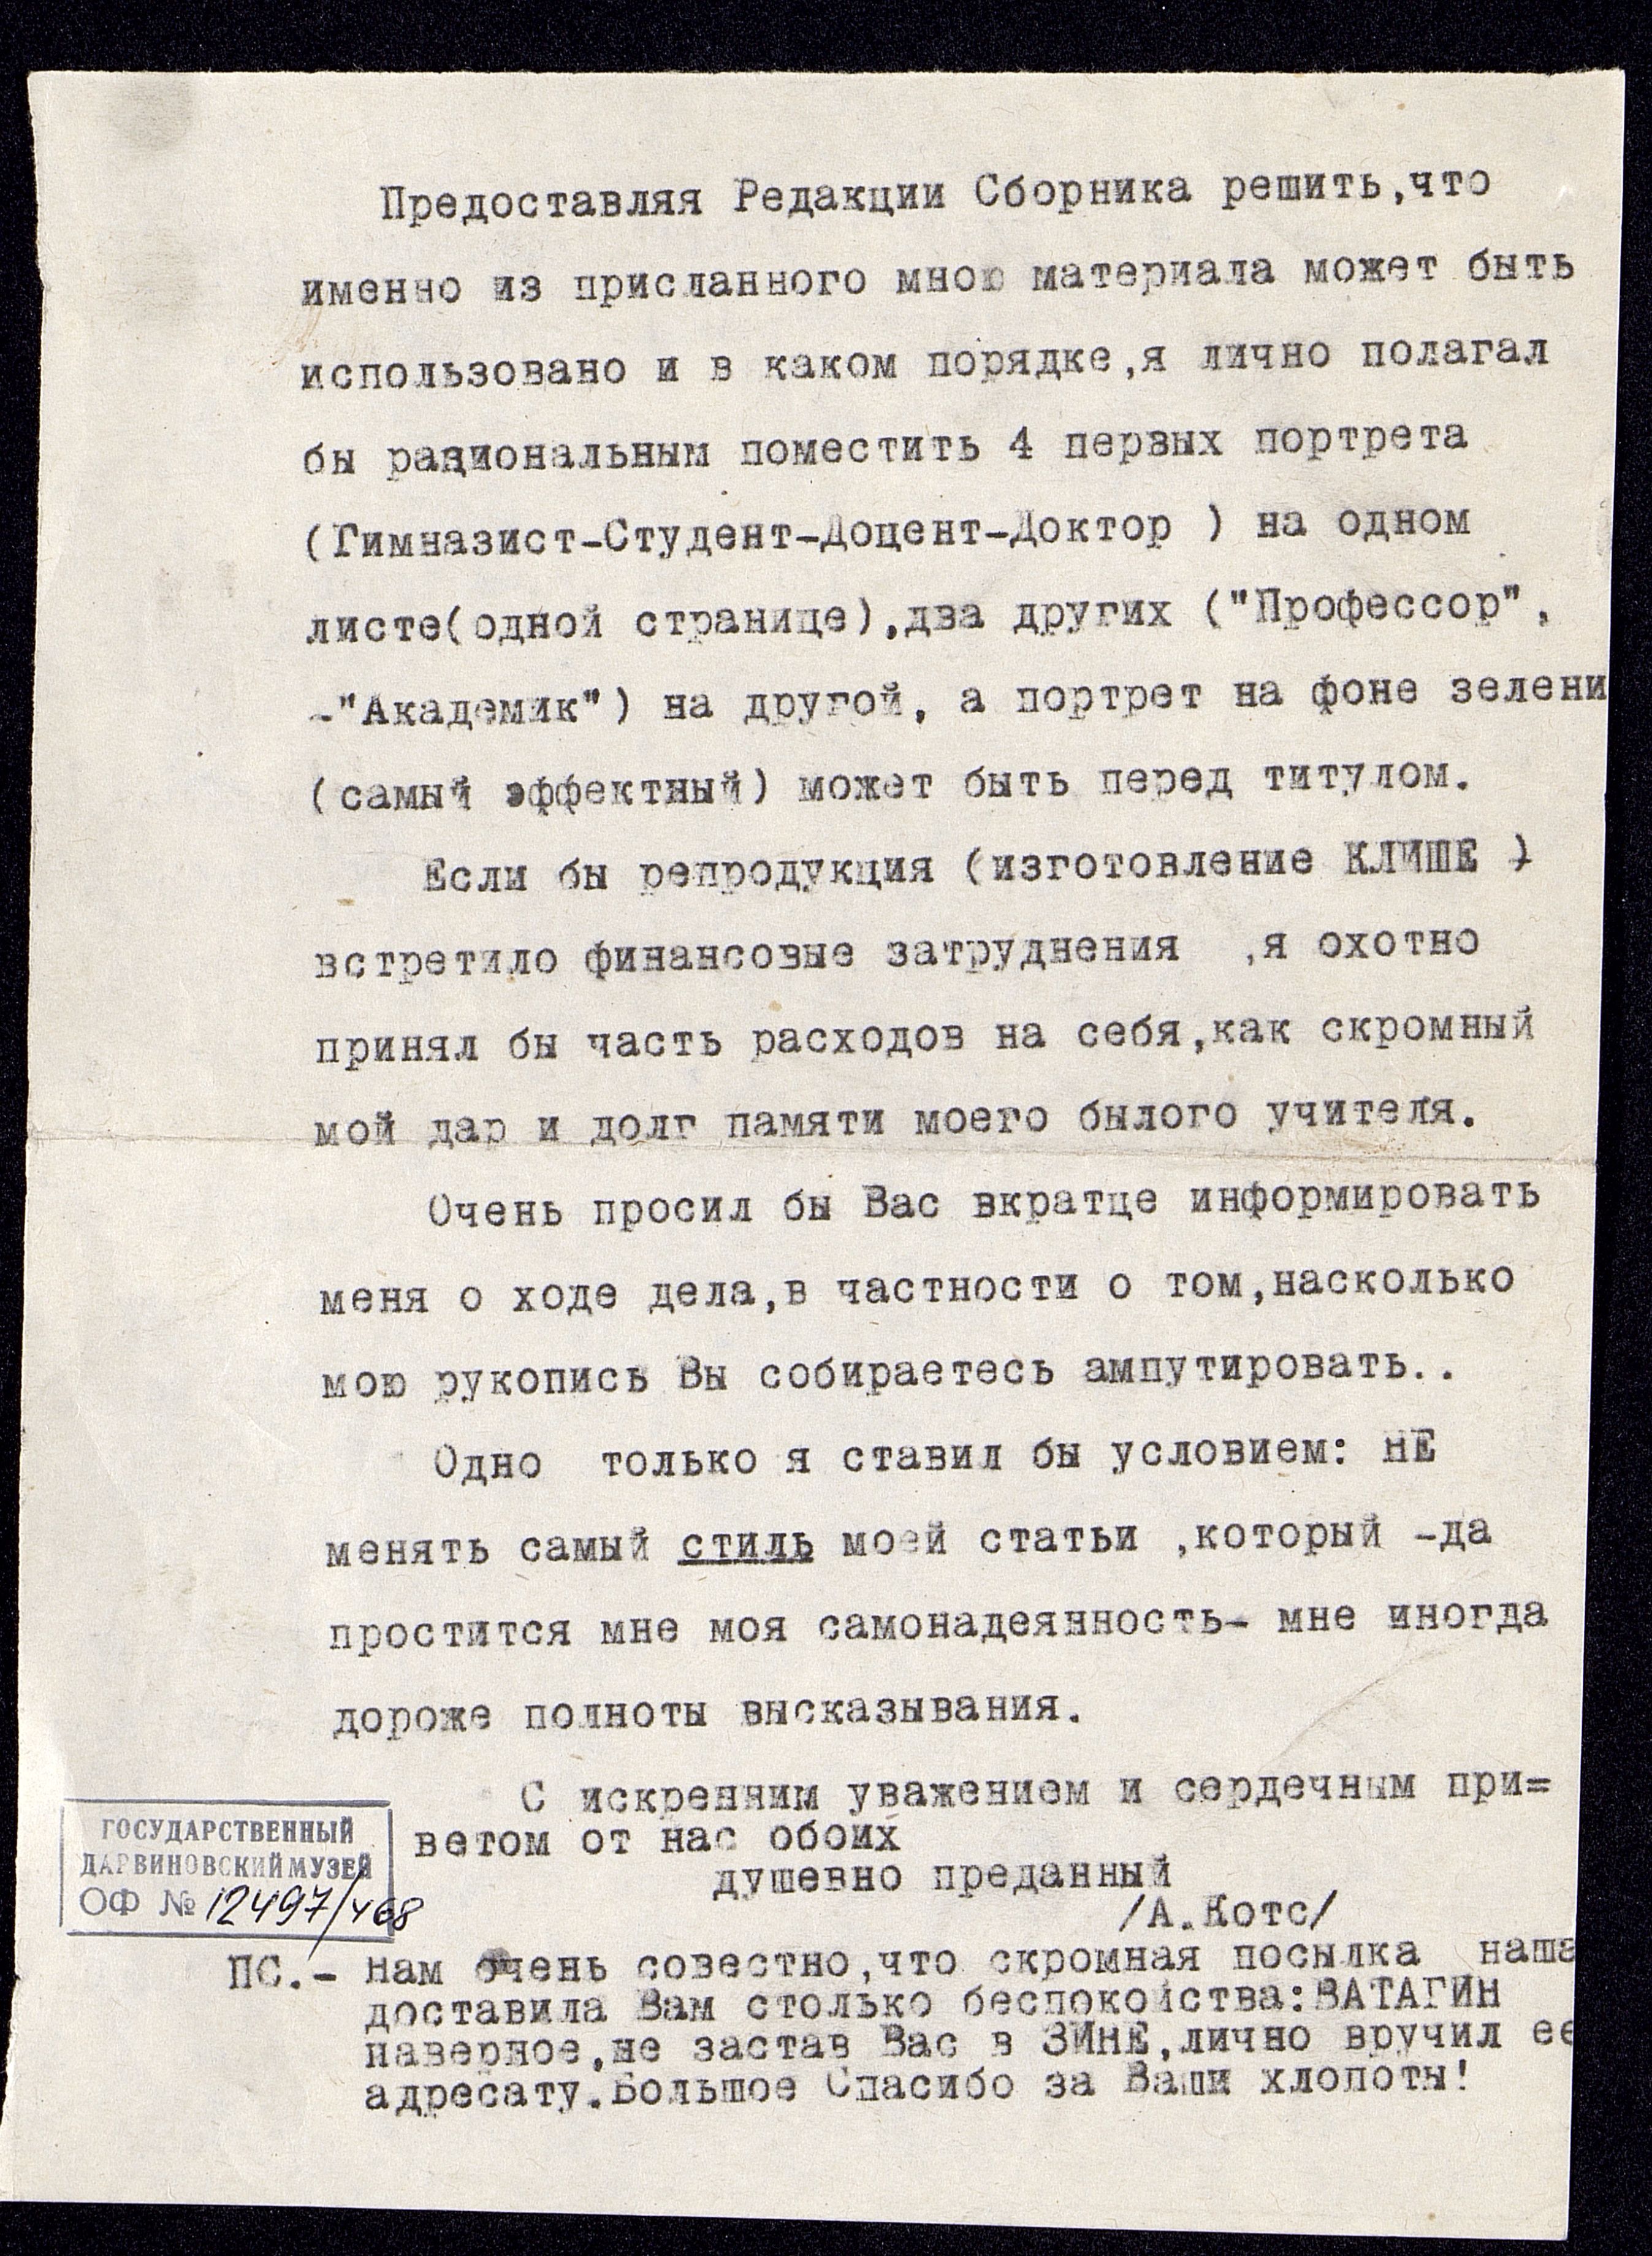 Предоставляя Редакции Сборника решить,что
именно из присланного мною материала может быть
использовано и в каком порядке,я лично полагал
бы рациональным поместить 4 первых портрета
(Гимназист-Студент-Доцент-Доктор ) на одном
листе(одной странице),два других ("Профессор",
-"Академик") на другой, а портрет на фоне зелени
(самый эффектный) может быть перед титулом.
Если бы репродукция (изготовление КЛИШЕ )
встретило финансовые затруднения ,я охотно
принял бы часть расходов на себя,как скромный
мой дар и долг памяти моего былого учителя.
Очень просил бы Вас вкратце информировать
меня о ходе дела,в частности о том,насколько
мою рукопись Вы собираетесь ампутировать..
Одно только я ставил бы условием: НЕ
менять самый стиль моей статьи ,который -да
простится мне моя самонадеянность- мне иногда
дороже полноты высказывания.
С искренним уважением и сердечным при=
ветом от нас обоих
душевно преданный
/А.Котс/
ГОСУДАРСТВЕННЫЙ
ДАРВИНОВСКИЙ МУЗЕЙ
ОФ № 12497/468
ПС.- Нам очень совестно,что скромная посылка наша
доставила Вам столько беспокойства:ВАТАГИН
наверное,не застав Вас в ЗИНЕ,лично вручил ее
адресату.Большое Спасибо за Ваши хлопоты!